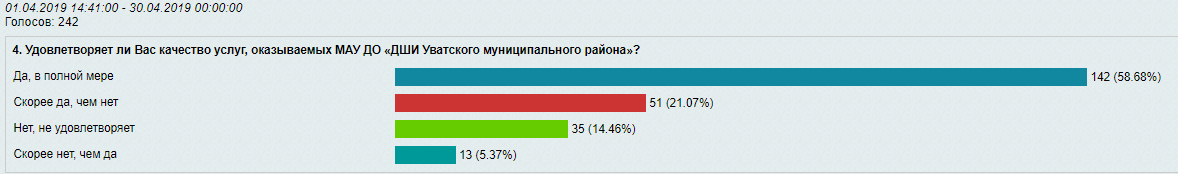 01.04.2019 14:41:00 - 30.04.2019 00:00:00
Голосов: 242
4. Удовлетворяет ли Вас качество услуг, оказываемых МАУ ДО «ДШИ Уватского муниципального района»?
Да, в полной мере 142 (58.68%)
Скорее да, чем нет 51 (21.07%)
Нет, не удовлетворяет 35 (14.46%)
Скорее нет, чем да 13 (5.37%)